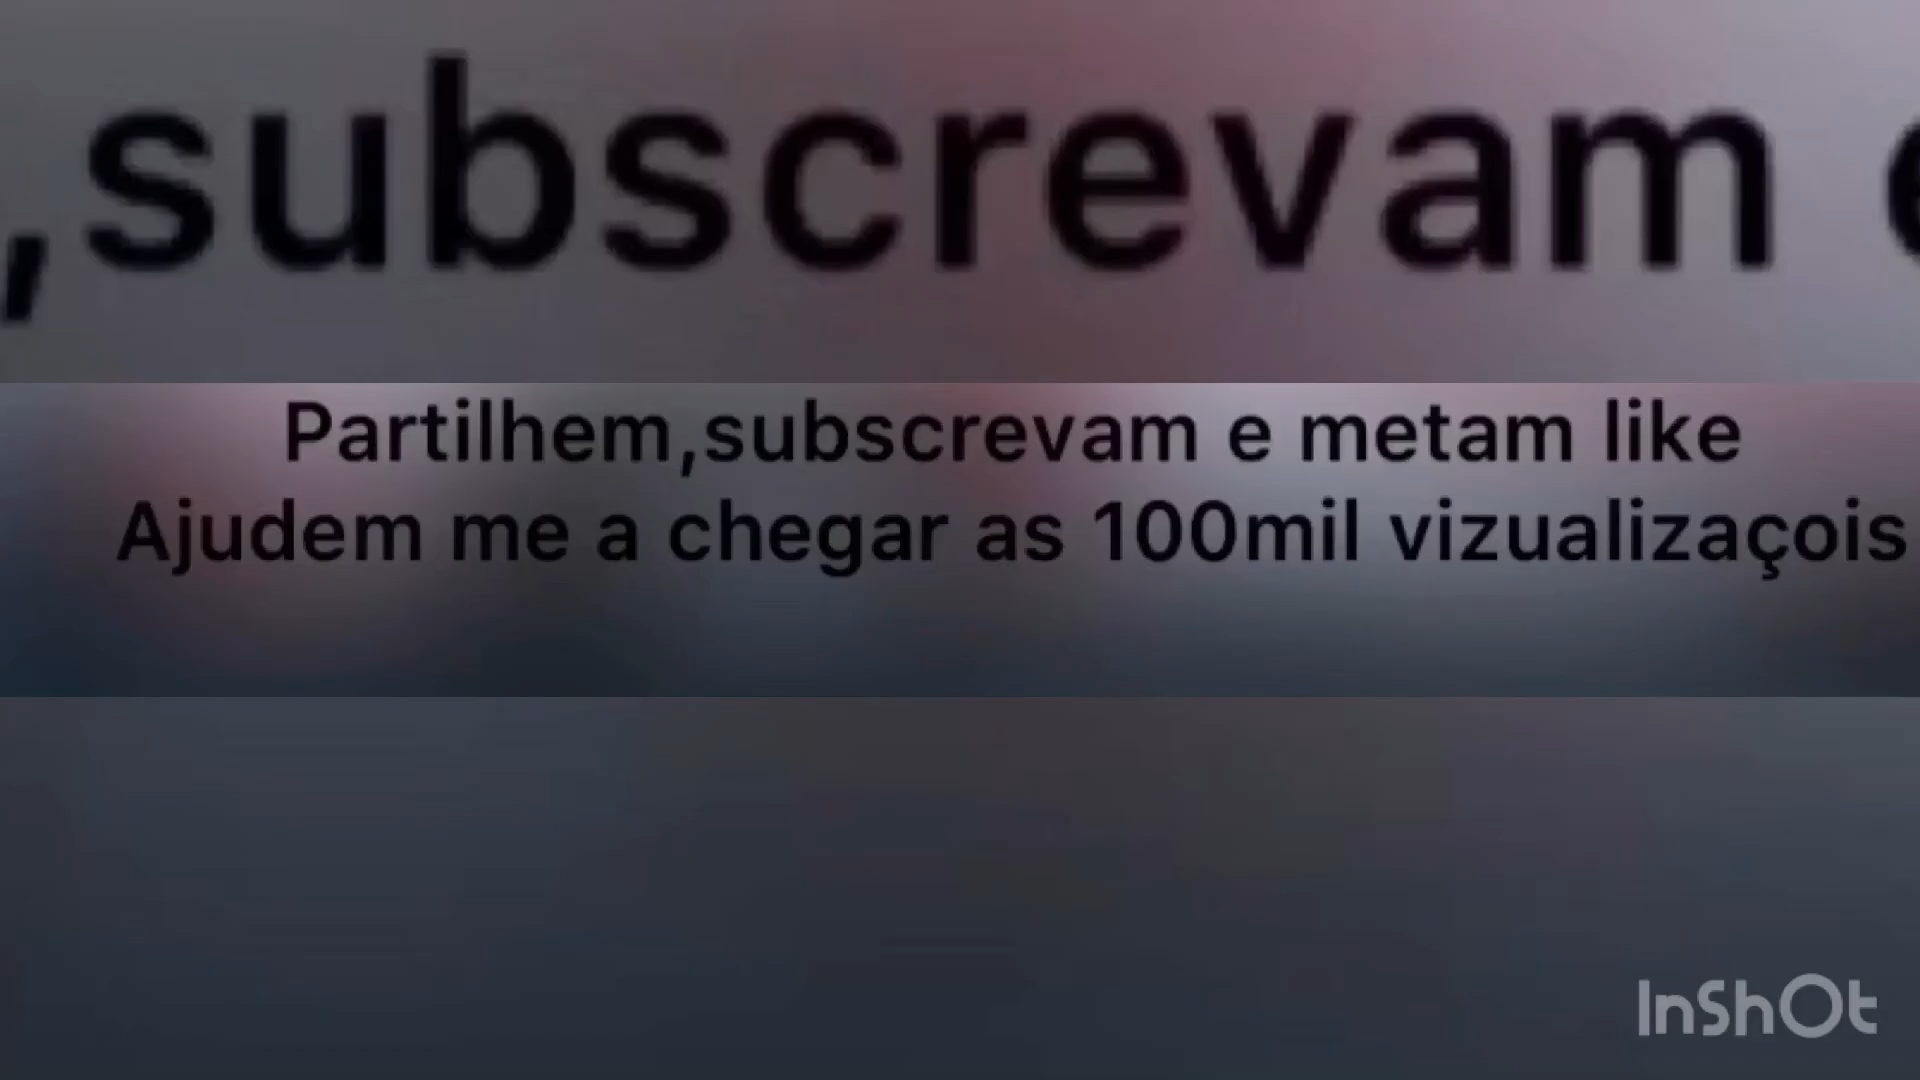 ,subscrevam e
Partilhem,subscrevam e metam like
Ajudem me a chegar as 100mil vizualizaçois
InShOt